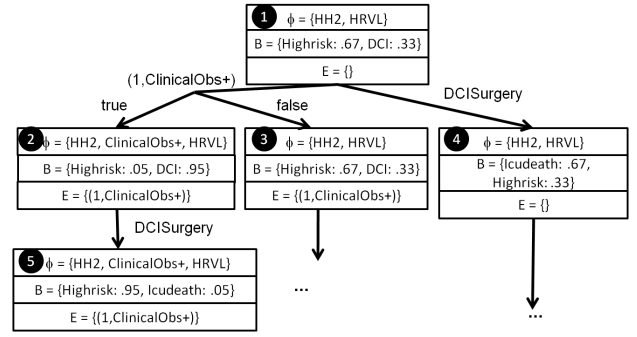 1
ϕ = {HH2, HRVL}
B = {Highrisk: .67, DCI: .33}
E = {}
(1,ClinicalObs+)
true
false
DCISurgery
2
ϕ = {HH2, ClinicalObs+, HRVL}
B = {Highrisk: .05, DCI: .95}
E = {(1,ClinicalObs+)}
3
ϕ = {HH2, HRVL}
B = {Highrisk: .67, DCI: .33}
E = {(1,ClinicalObs+)}
4
ϕ = {HH2, HRVL}
B = {Icudeath: .67,
Highrisk: .33}
E = {}
DCISurgery
5
ϕ = {HH2, ClinicalObs+, HRVL}
B = {Highrisk: .95, Icudeath: .05}
E = {(1,ClinicalObs+)}
...
...